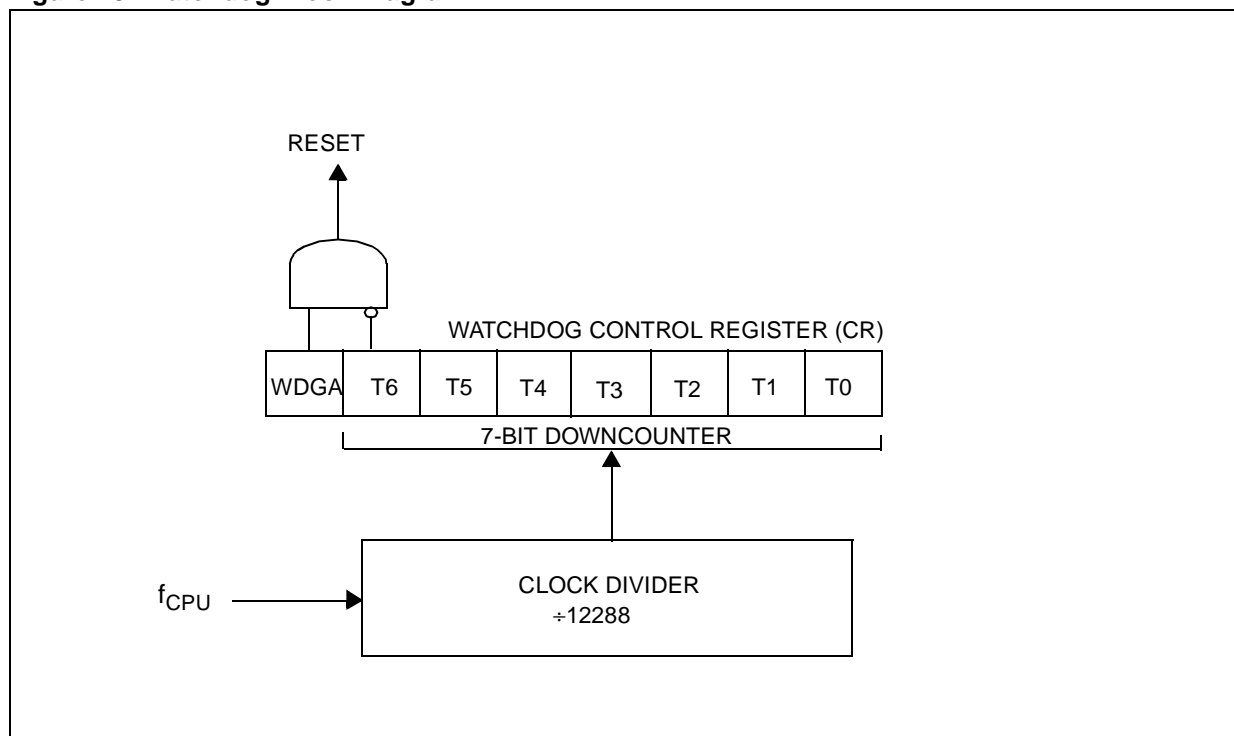 RESET
WATCHDOG CONTROL REGISTER (CR)
WDGA T6 T5 T4 T3 T2 T1 T0
7-BIT DOWNCOUNTER
fCPU
CLOCK DIVIDER
÷12288